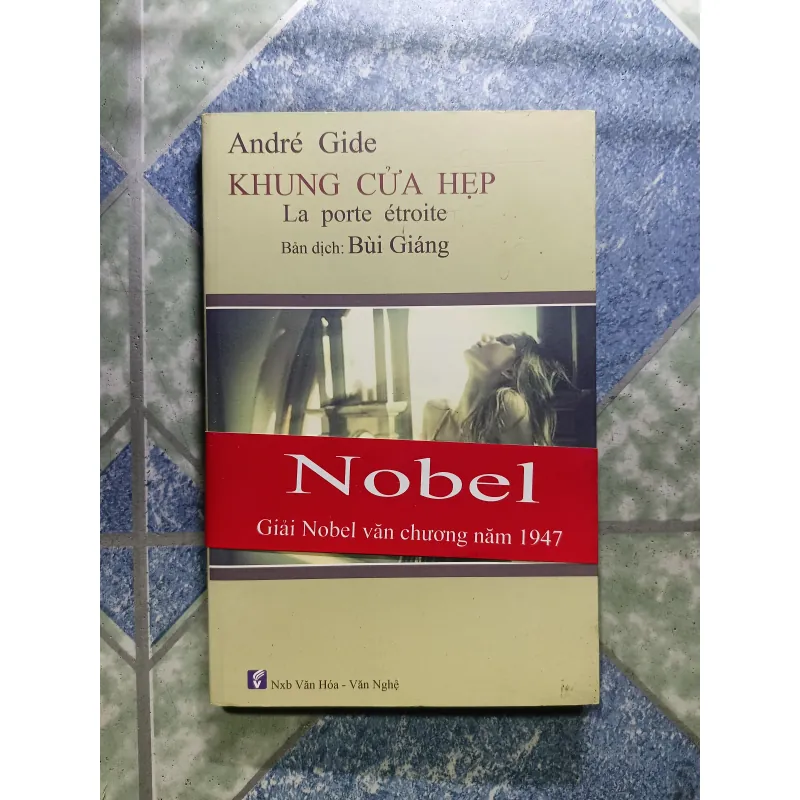 André Gide
KHUNG CỬA HẸP
La porte étroite
Bản dịch: Bùi Giáng
Nobel
Giải Nobel văn chương năm 1947
Nxb Văn Hóa - Văn Nghệ